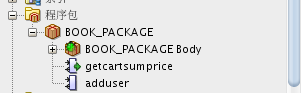 程序包
BOOK_PACKAGE
BOOK_PACKAGE Body
getcartsumprice
adduser